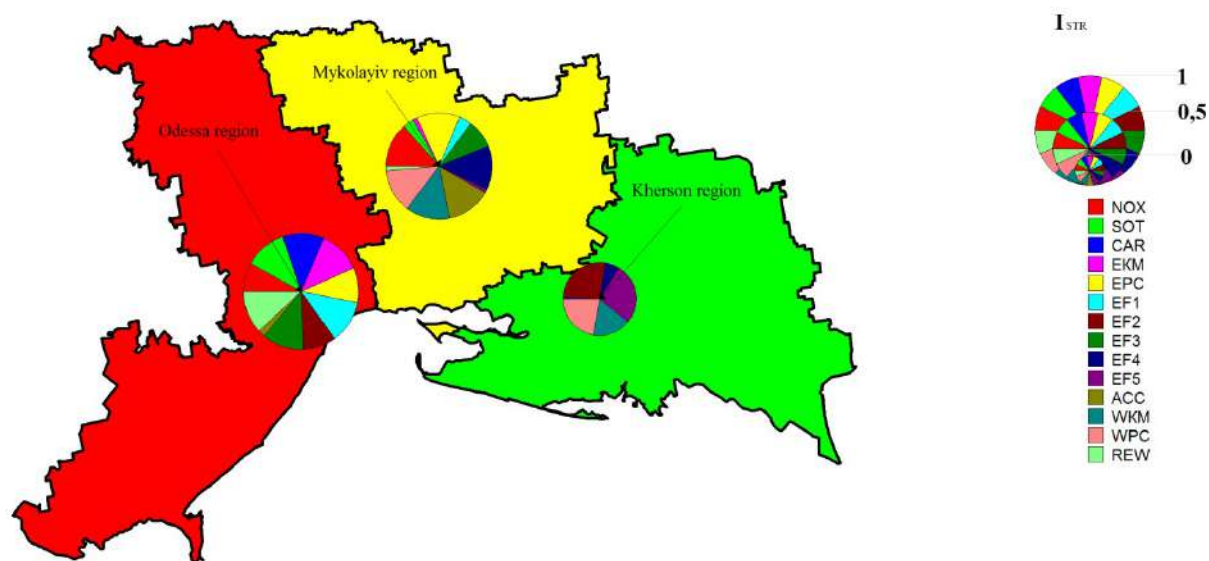 I STR
1
Mykolayiv region
0,5
Odessa region
0
Kherson region
NOX
SOT
CAR
EKM
EPC
EF1
EF2
EF3
EF4
EF5
ACC
WKM
WPC
REW